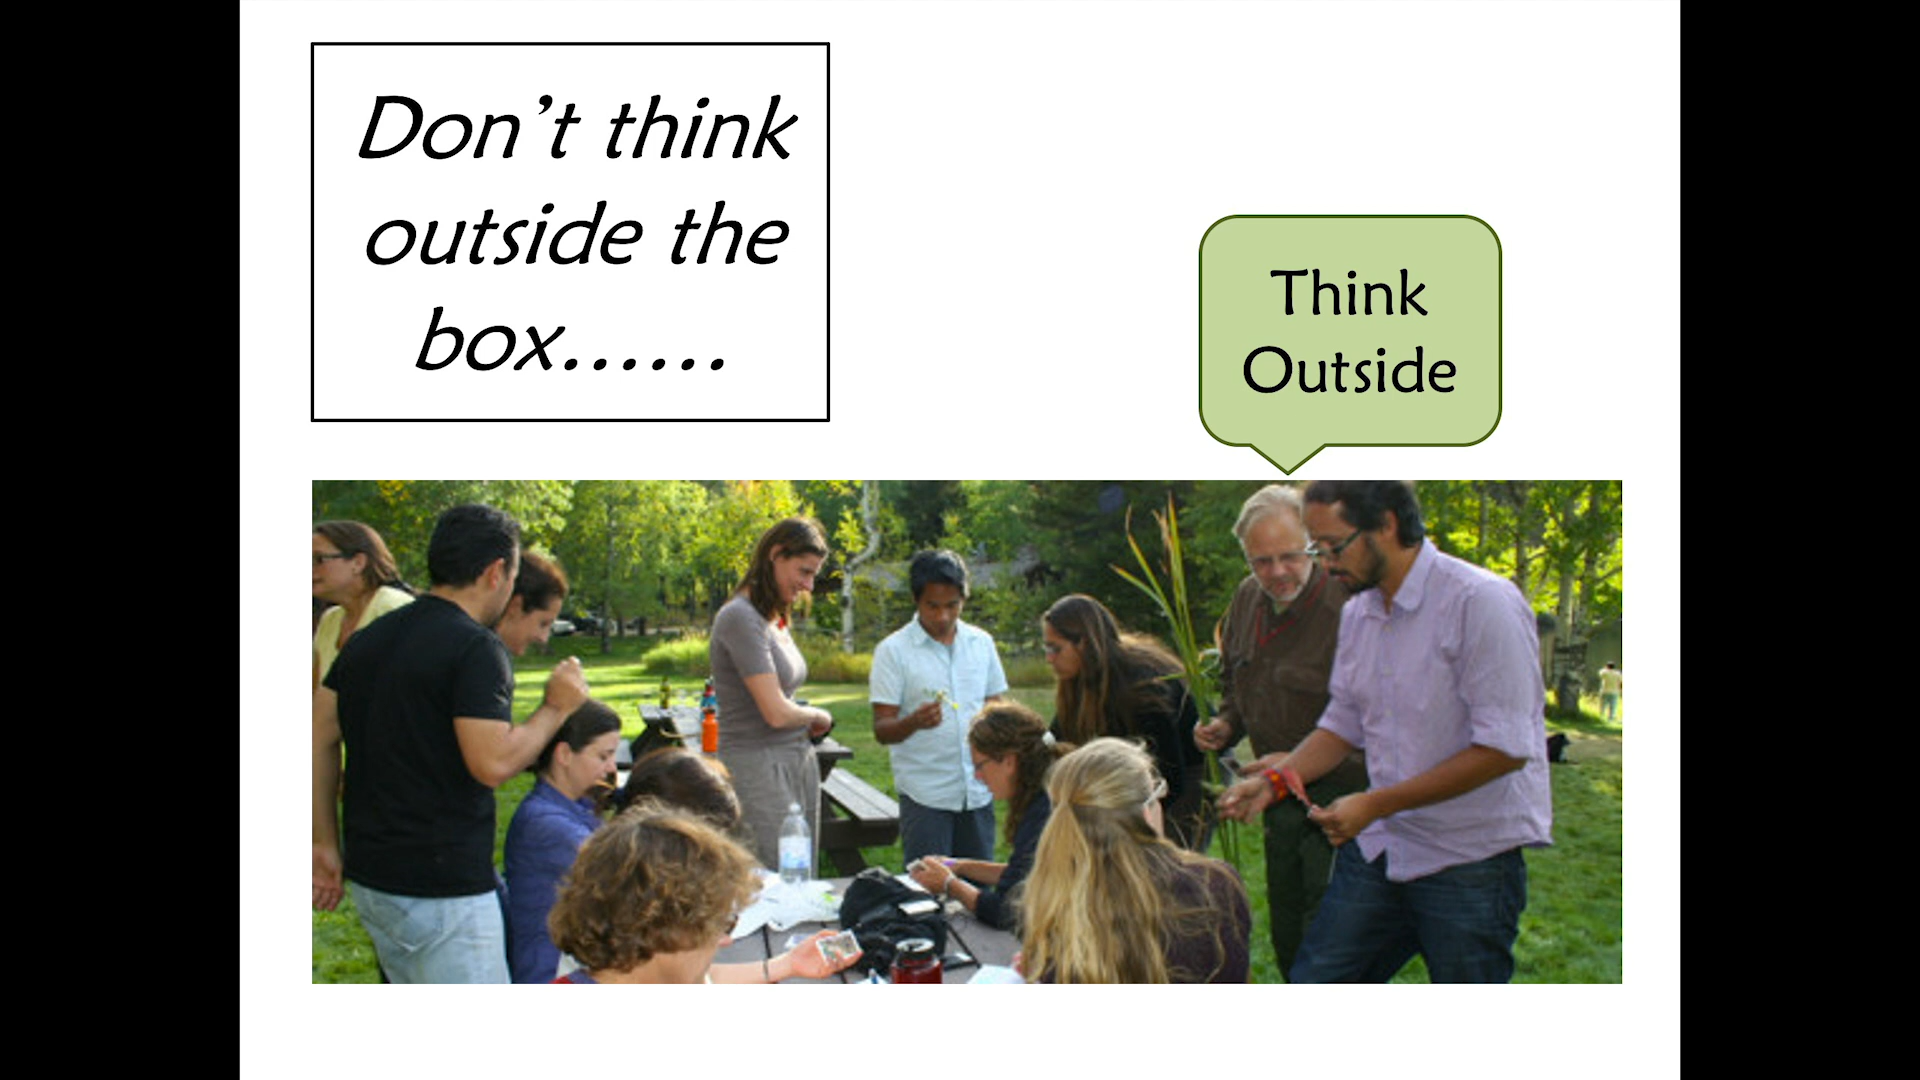 Don’t think
outside the
box......
Think
Outside